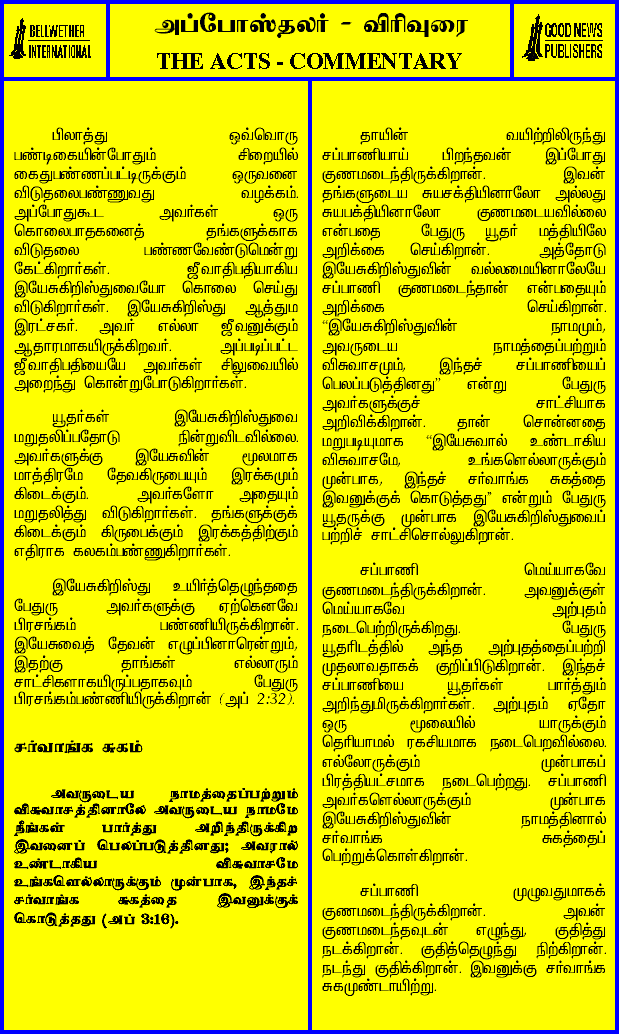 BELLWETHER
INTERNATIONAL
அப்போஸ்தலர் - விரிவுரை
THE ACTS - COMMENTARY
GOOD NEWS
PUBLISHERS
பிலாத்து ஒவ்வொரு
பண்டிகையின்போதும் சிறையில்
கைதுபண்ணப்பட்டிருக்கும் ஒருவனை
விடுதலைபண்ணுவது வழக்கம்.
அப்போதுகூட அவர்கள் ஒரு
கொலைபாதகனைத் தங்களுக்காக
விடுதலை பண்ணவேண்டுமென்று
கேட்கிறார்கள். ஜீவாதிபதியாகிய
இயேசுகிறிஸ்துவையோ கொலை செய்து
விடுகிறார்கள். இயேசுகிறிஸ்து ஆத்தும
இரட்சகர். அவர் எல்லா ஜீவனுக்கும்
ஆதாரமாகயிருக்கிறவர். அப்படிப்பட்ட
ஜீவாதிபதியையே அவர்கள் சிலுவையில்
அறைந்து கொன்றுபோடுகிறார்கள்.
யூதர்கள் இயேசுகிறிஸ்துவை
மறுதலிப்பதோடு நின்றுவிடவில்லை.
அவர்களுக்கு இயேசுவின் மூலமாக
மாத்திரமே தேவகிருபையும் இரக்கமும்
கிடைக்கும். அவர்களோ அதையும்
மறுதலித்து விடுகிறார்கள். தங்களுக்குக்
கிடைக்கும் கிருபைக்கும் இரக்கத்திற்கும்
எதிராக கலகம்பண்ணுகிறார்கள்.
இயேசுகிறிஸ்து உயிர்த்தெழுந்ததை
பேதுரு அவர்களுக்கு ஏற்கெனவே
பிரசங்கம் பண்ணியிருக்கிறான்.
இயேசுவைத் தேவன் எழுப்பினாரென்றும்,
இதற்கு தாங்கள் எல்லாரும்
சாட்சிகளாகயிருப்பதாகவும் பேதுரு
பிரசங்கம்பண்ணியிருக்கிறான் (அப் 2:32).
சர்வாங்க சுகம்
அவருடைய நாமத்தைப்பற்றும்
விசுவாசத்தினாலே அவருடைய நாமமே
நீங்கள் பார்த்து அறிந்திருக்கிற
இவனைப் பெலப்படுத்தினது; அவரால்
உண்டாகிய விசுவாசமே
உங்களெல்லாருக்கும் முன்பாக, இந்தச்
சர்வாங்க சுகத்தை இவனுக்குக்
கொடுத்தது (அப் 3:16).
தாயின் வயிற்றிலிருந்து
சப்பாணியாய் பிறந்தவன் இப்போது
குணமடைந்திருக்கிறான். இவன்
தங்களுடைய சுயசக்தியினாலோ அல்லது
சுயபக்தியினாலோ குணமடையவில்லை
என்பதை பேதுரு யூதர் மத்தியிலே
அறிக்கை செய்கிறான். அத்தோடு
இயேசுகிறிஸ்துவின் வல்லமையினாலேயே
சப்பாணி குணமடைந்தான் என்பதையும்
அறிக்கை செய்கிறான்.
“இயேசுகிறிஸ்துவின் நாமமும்,
அவருடைய நாமத்தைப்பற்றும்
விசுவாசமும், இந்தச் சப்பாணியைப்
பெலப்படுத்தினது” என்று பேதுரு
அவர்களுக்குச் சாட்சியாக
அறிவிக்கிறான். தான் சொன்னதை
மறுபடியுமாக “இயேசுவால் உண்டாகிய
விசுவாசமே, உங்களெல்லாருக்கும்
முன்பாக, இந்தச் சர்வாங்க சுகத்தை
இவனுக்குக் கொடுத்தது” என்றும் பேதுரு
யூதருக்கு முன்பாக இயேசுகிறிஸ்துவைப்
பற்றிச் சாட்சிசொல்லுகிறான்.
சப்பாணி மெய்யாகவே
குணமடைந்திருக்கிறான். அவனுக்குள்
மெய்யாகவே அற்புதம்
நடைபெற்றிருக்கிறது. பேதுரு
யூதரிடத்தில் அந்த அற்புதத்தைப்பற்றி
முதலாவதாகக் குறிப்பிடுகிறான். இந்தச்
சப்பாணியை யூதர்கள் பார்த்தும்
அறிந்துமிருக்கிறார்கள். அற்புதம் ஏதோ
ஒரு மூலையில் யாருக்கும்
தெரியாமல் ரகசியமாக நடைபெறவில்லை.
எல்லோருக்கும் முன்பாகப்
பிரத்தியட்சமாக நடைபெற்றது. சப்பாணி
அவர்களெல்லாருக்கும் முன்பாக
இயேசுகிறிஸ்துவின் நாமத்தினால்
சர்வாங்க சுகத்தைப்
பெற்றுக்கொள்கிறான்.
சப்பாணி முழுவதுமாகக்
குணமடைந்திருக்கிறான். அவன்
குணமடைந்தவுடன் எழுந்து, குதித்து
நடக்கிறான். குதித்தெழுந்து நிற்கிறான்.
நடந்து குதிக்கிறான். இவனுக்கு சர்வாங்க
சுகமுண்டாயிற்று.